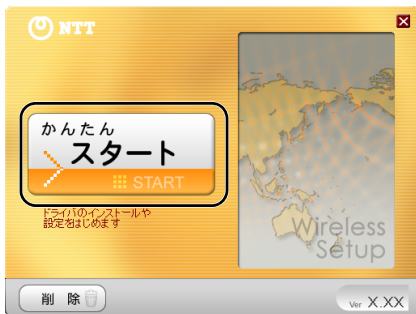 NTT
かんたん
スタート
START
ドライバのインストールや
設定をはじめます
Wireless
Setup
削 除
Ver X.XX